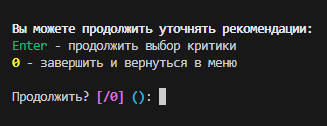 Вы можете продолжить уточнять рекомендации:
Enter - продолжить выбор критики
0 - завершить и вернуться в меню
Продолжить? [/0] ():